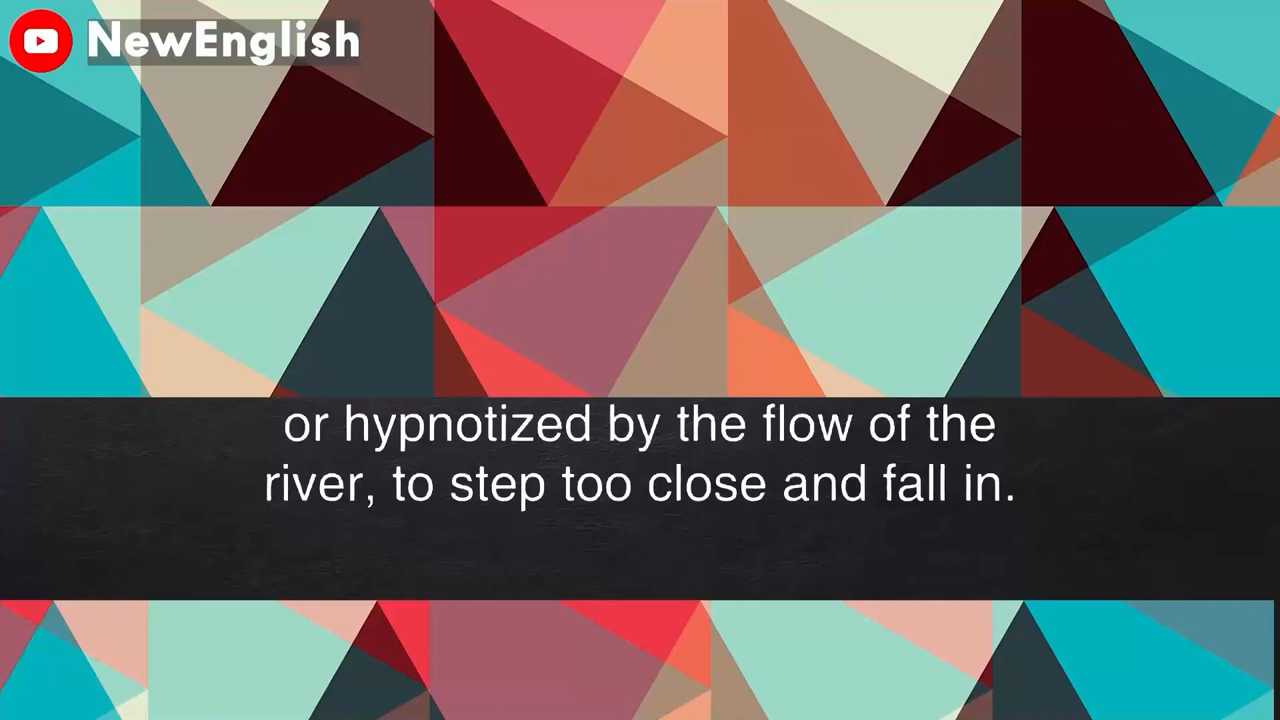 NewEnglish
or hypnotized by the flow of the
river, to step too close and fall in.